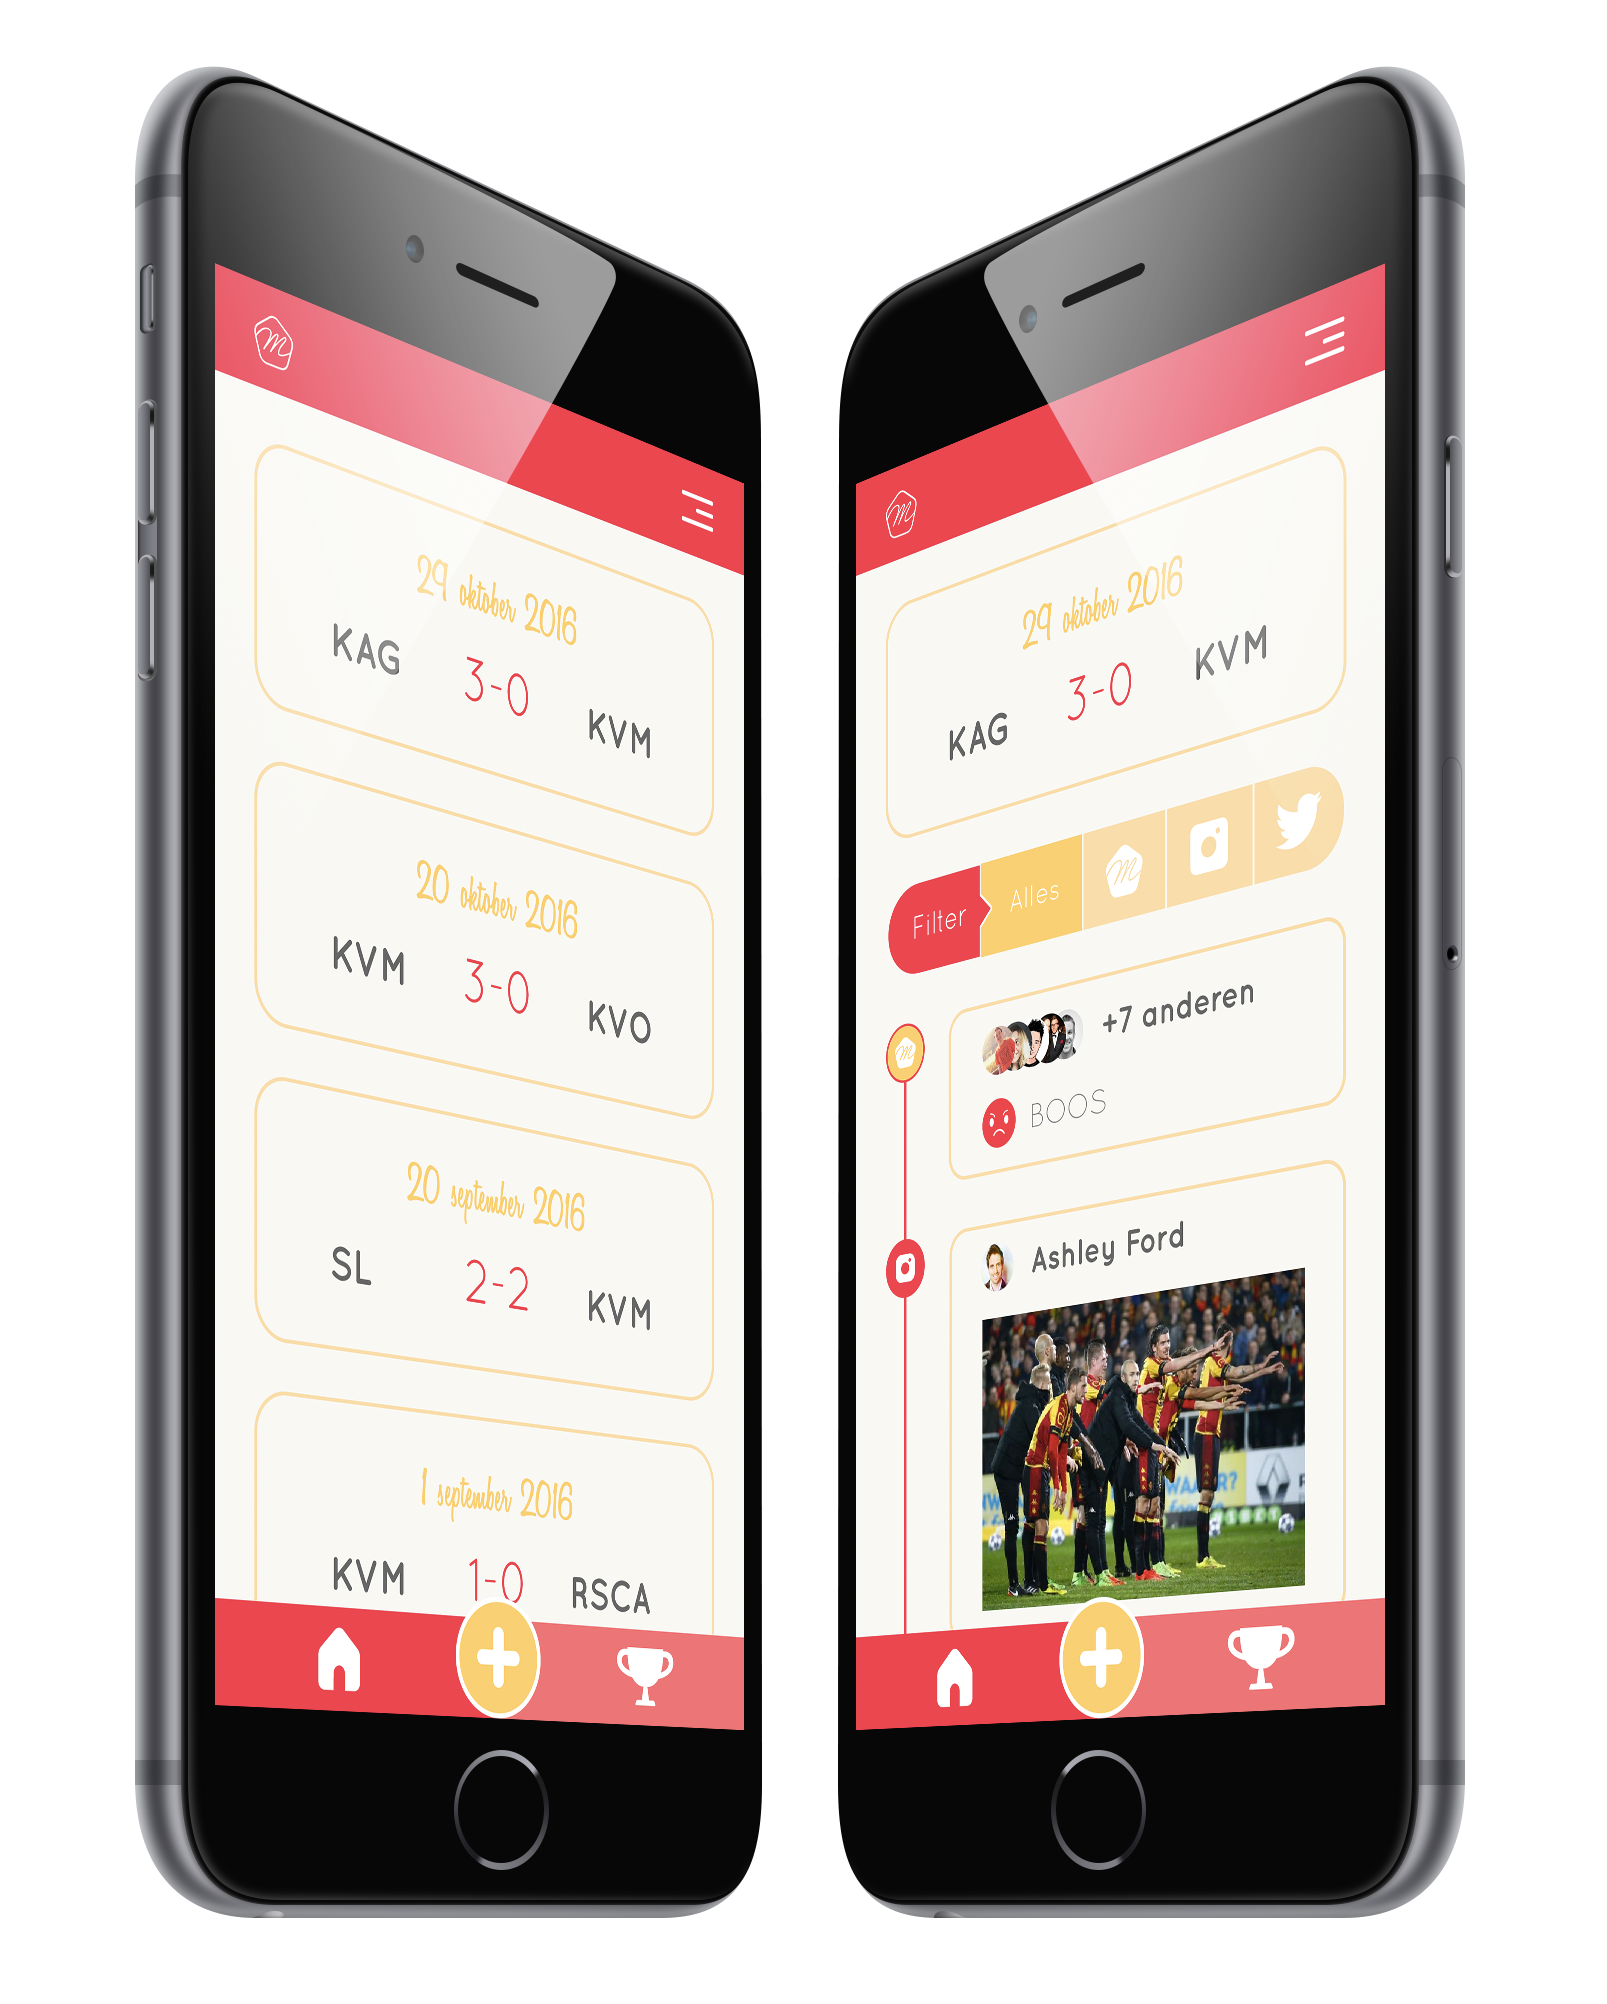 29 oktober 2016
KAG 3-0 KVM
20 oktober 2016
KVM 3-0 KVO
20 september 2016
SL 2-2 KVM
1 september 2016
KVM 1-0 RSCA
29 oktober 2016
KAG 3-0 KVM
Filter Alles
+7 anderen
BOOS
Ashley Ford